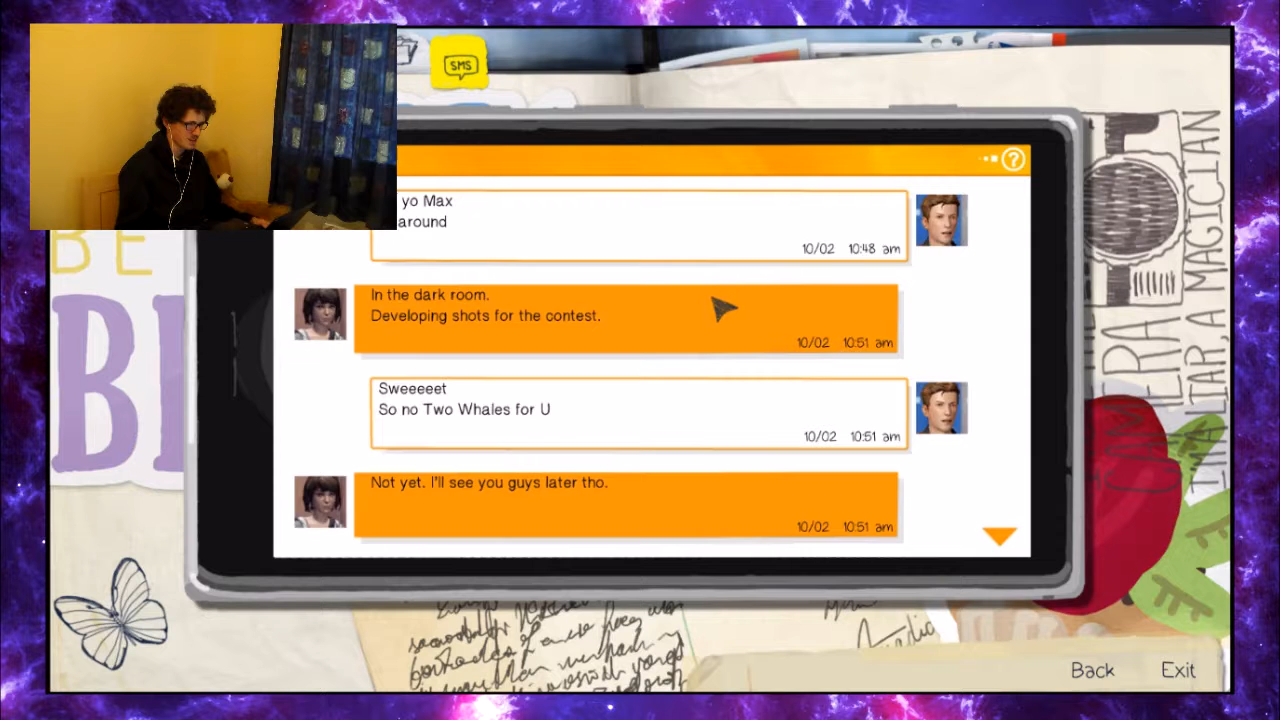 SMS
?
yo Max
around
10/02 10:48 am
In the dark room.
Developing shots for the contest.
10/02 10:51 am
Sweeeeet
So no Two Whales for U
10/02 10:51 am
Not yet. I'll see you guys later tho.
10/02 10:51 am
BE
A MAGICIAN
Back
Exit